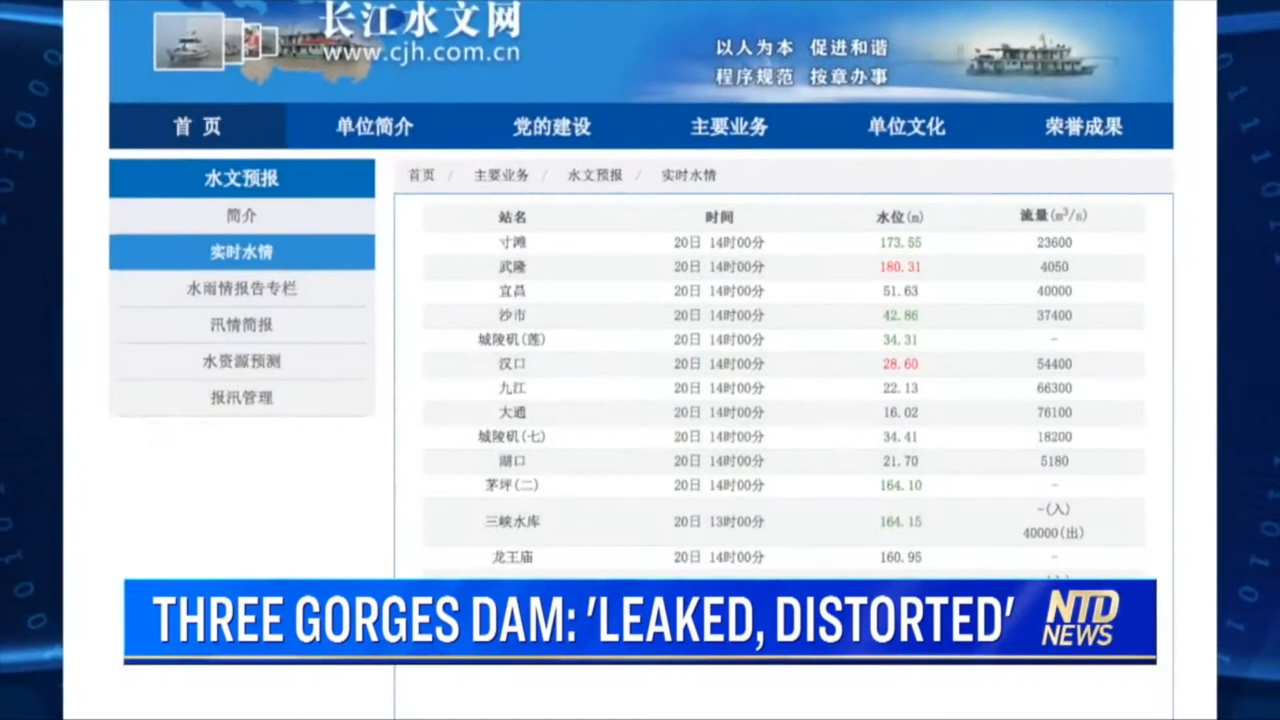 长江水文网
www.cjh.com.cn
以人为本 促进和谐
程序规范 按章办事
首 页 单位简介 党的建设 主要业务 单位文化 荣誉成果
水文预报
简介
实时水情
水雨情报告专栏
汛情简报
水资源预测
报汛管理
首页 / 主要业务 / 水文预报 / 实时水情
站名 时间 水位(m) 流量(m³/s)
寸滩 20日 14时00分 173.55 23600
武隆 20日 14时00分 180.31 4050
宜昌 20日 14时00分 51.63 40000
沙市 20日 14时00分 42.86 37400
城陵矶(莲) 20日 14时00分 34.31 -
汉口 20日 14时00分 28.60 54400
九江 20日 14时00分 22.13 66300
大通 20日 14时00分 16.02 76100
城陵矶(七) 20日 14时00分 34.41 18200
湖口 20日 14时00分 21.70 5180
茅坪(二) 20日 14时00分 164.10 -
三峡水库 20日 13时00分 164.15 -(入)
40000(出)
龙王庙 20日 14时00分 160.95 -
THREE GORGES DAM: 'LEAKED, DISTORTED'
NTD
NEWS